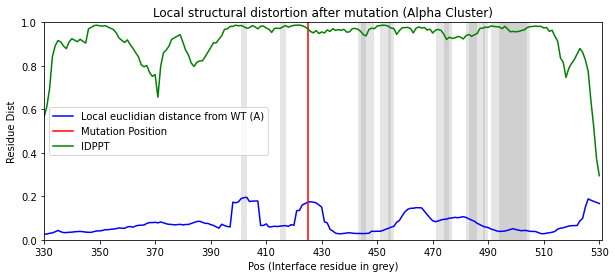 Local structural distortion after mutation (Alpha Cluster)
Residue Dist
1.0
0.8
0.6
0.4
0.2
0.0
Local euclidian distance from WT (A)
Mutation Position
IDPPT
330 350 370 390 410 430 450 470 490 510 530
Pos (Interface residue in grey)